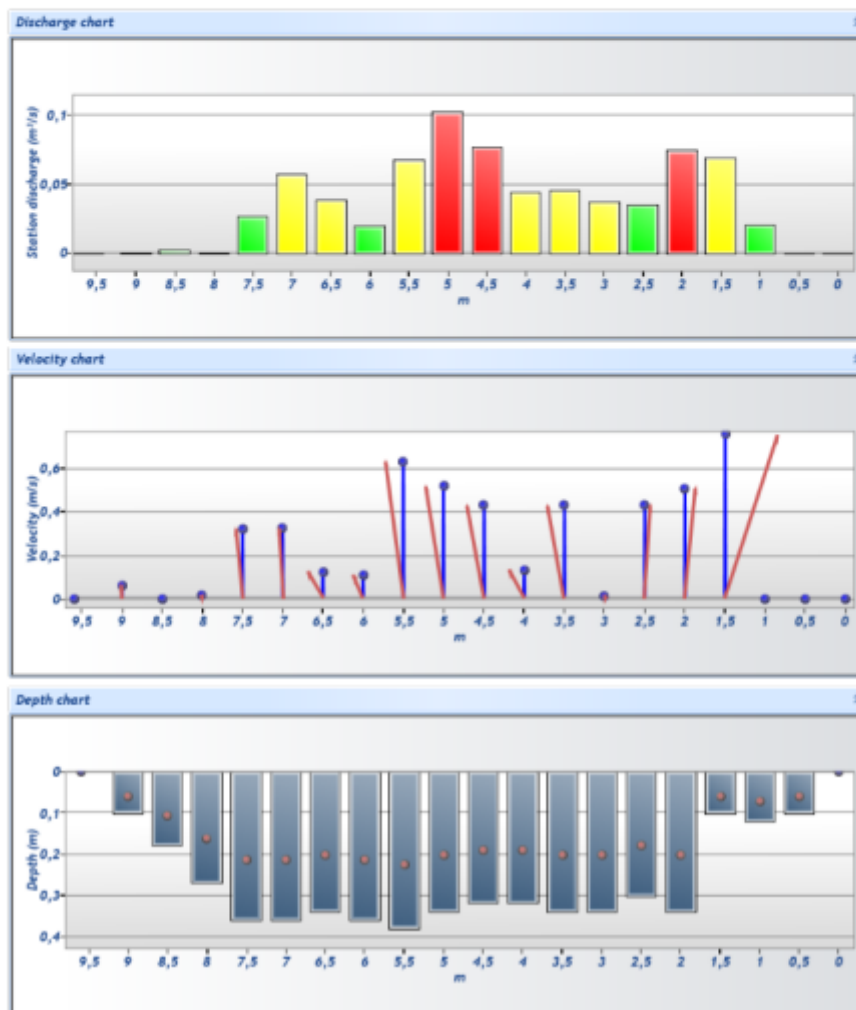 Discharge chart
Station discharge (m³/s)
0,1
0,05
0
9,5 9 8,5 8 7,5 7 6,5 6 5,5 5 4,5 4 3,5 3 2,5 2 1,5 1 0,5 0
m
Velocity chart
Velocity (m/s)
0,6
0,4
0,2
0
9,5 9 8,5 8 7,5 7 6,5 6 5,5 5 4,5 4 3,5 3 2,5 2 1,5 1 0,5 0
m
Depth chart
Depth (m)
0
0,1
0,2
0,3
0,4
9,5 9 8,5 8 7,5 7 6,5 6 5,5 5 4,5 4 3,5 3 2,5 2 1,5 1 0,5 0
m